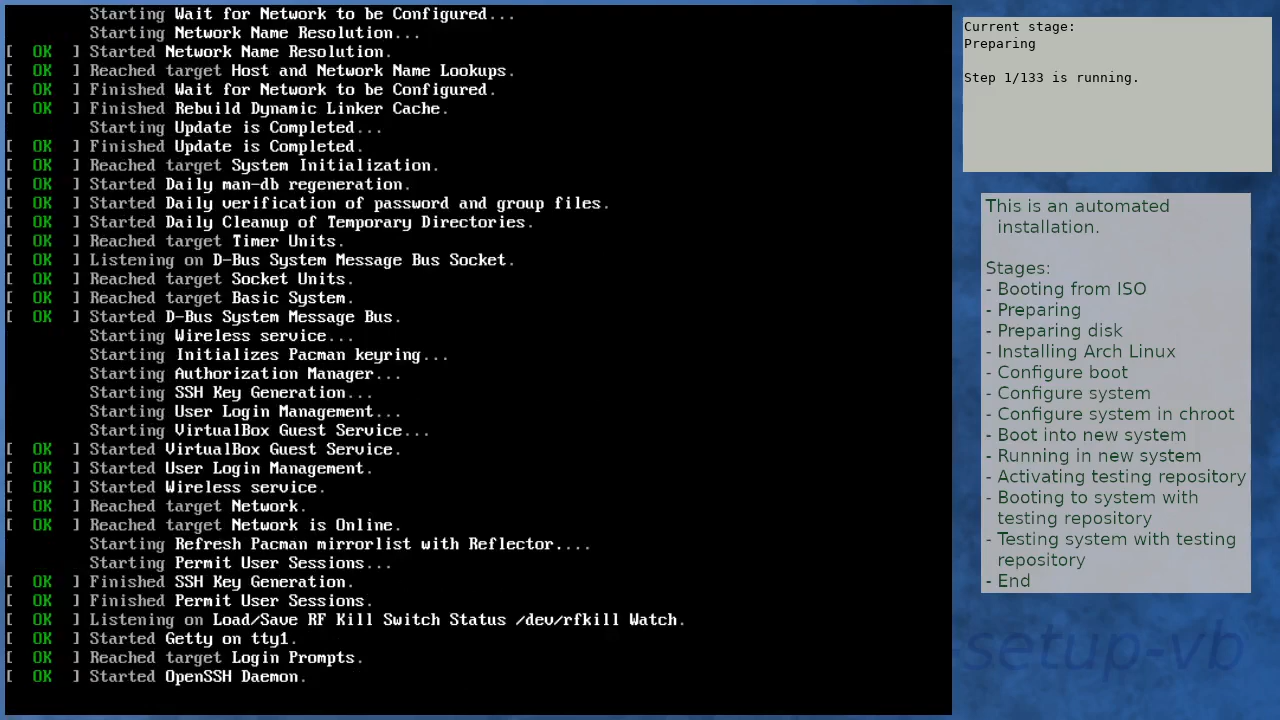 Starting Wait for Network to be Configured...
Starting Network Name Resolution...
[  OK  ] Started Network Name Resolution.
[  OK  ] Reached target Host and Network Name Lookups.
[  OK  ] Finished Wait for Network to be Configured.
[  OK  ] Finished Rebuild Dynamic Linker Cache.
Starting Update is Completed...
[  OK  ] Finished Update is Completed.
[  OK  ] Reached target System Initialization.
[  OK  ] Started Daily man-db regeneration.
[  OK  ] Started Daily verification of password and group files.
[  OK  ] Started Daily Cleanup of Temporary Directories.
[  OK  ] Reached target Timer Units.
[  OK  ] Listening on D-Bus System Message Bus Socket.
[  OK  ] Reached target Socket Units.
[  OK  ] Reached target Basic System.
[  OK  ] Started D-Bus System Message Bus.
Starting Wireless service...
Starting Initializes Pacman keyring...
Starting Authorization Manager...
Starting SSH Key Generation...
Starting User Login Management...
Starting VirtualBox Guest Service...
[  OK  ] Started VirtualBox Guest Service.
[  OK  ] Started User Login Management.
[  OK  ] Started Wireless service.
[  OK  ] Reached target Network.
[  OK  ] Reached target Network is Online.
Starting Refresh Pacman mirrorlist with Reflector....
Starting Permit User Sessions...
[  OK  ] Finished SSH Key Generation.
[  OK  ] Finished Permit User Sessions.
[  OK  ] Listening on Load/Save RF Kill Switch Status /dev/rfkill Watch.
[  OK  ] Started Getty on tty1.
[  OK  ] Reached target Login Prompts.
[  OK  ] Started OpenSSH Daemon.
Current stage:
Preparing
Step 1/133 is running.
This is an automated
installation.
Stages:
- Booting from ISO
- Preparing
- Preparing disk
- Installing Arch Linux
- Configure boot
- Configure system
- Configure system in chroot
- Boot into new system
- Running in new system
- Activating testing repository
- Booting to system with
testing repository
- Testing system with testing
repository
- End
-setup-vb